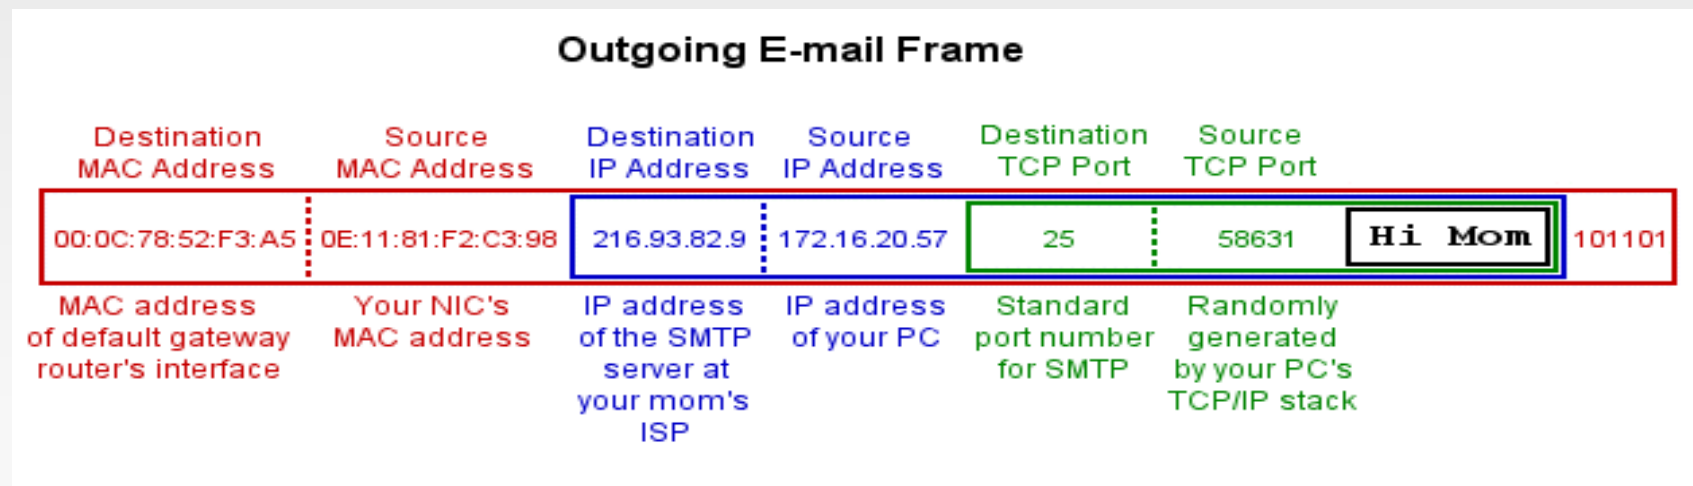 Outgoing E-mail Frame
Destination MAC Address
Source MAC Address
Destination IP Address
Source IP Address
Destination TCP Port
Source TCP Port
00:0C:78:52:F3:A5 0E:11:81:F2:C3:98 216.93.82.9 172.16.20.57 25 58631 Hi Mom 101101
MAC address
of default gateway
router's interface
Your NIC's
MAC address
IP address
of the SMTP
server at
your mom's
ISP
IP address
of your PC
Standard
port number
for SMTP
Randomly
generated
by your PC's
TCP/IP stack